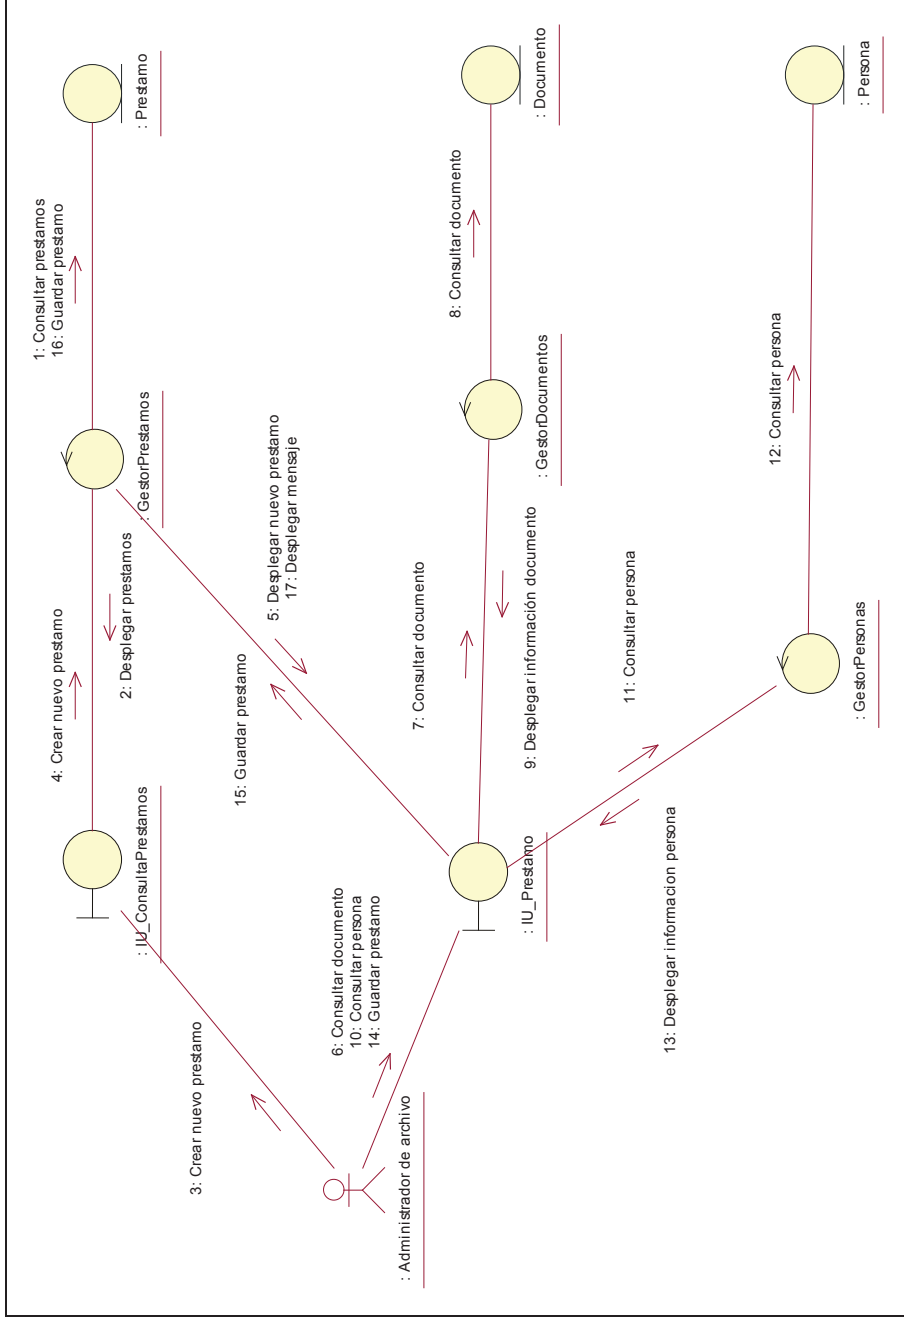 1: Consultar prestamos
16: Guardar prestamo
: Prestamo
4: Crear nuevo prestamo
2: Desplegar prestamos
: GestorPrestamos
: IU_ConsultaPrestamos
3: Crear nuevo prestamo
15: Guardar prestamo
5: Desplegar nuevo prestamo
17: Desplegar mensaje
6: Consultar documento
10: Consultar persona
14: Guardar prestamo
: Administrador de archivo
7: Consultar documento
8: Consultar documento
: Documento
: GestorDocumentos
9: Desplegar información documento
: IU_Prestamo
11: Consultar persona
13: Desplegar informacion persona
12: Consultar persona
: GestorPersonas
: Persona